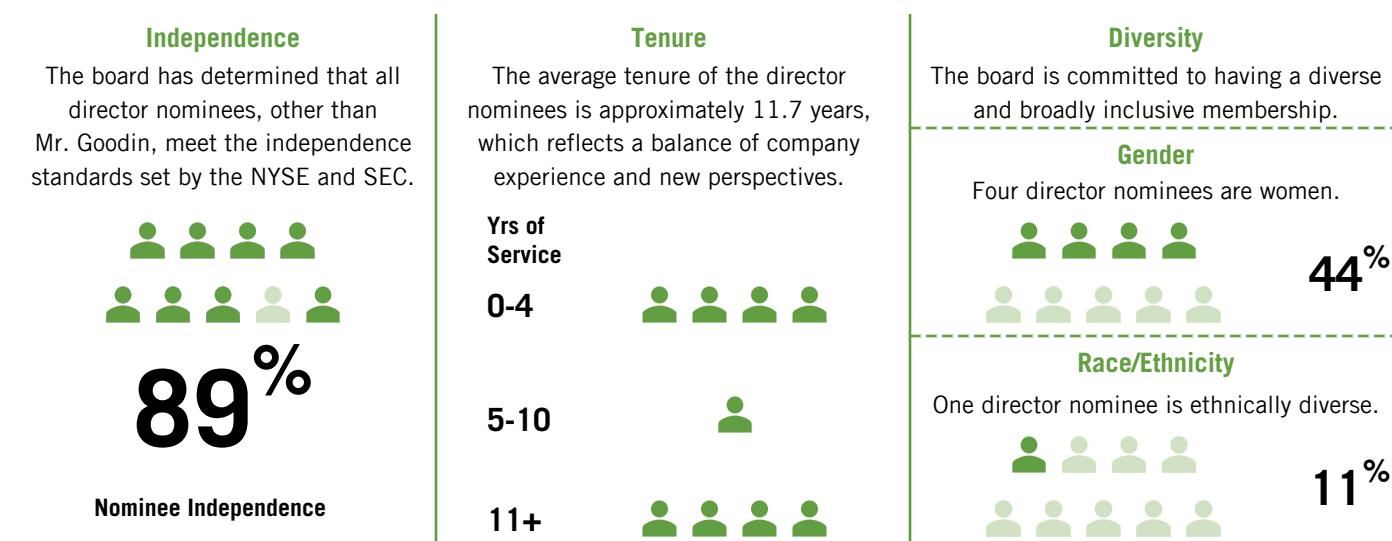 Independence
The board has determined that all
director nominees, other than
Mr. Goodin, meet the independence
standards set by the NYSE and SEC.
89%
Nominee Independence
Tenure
The average tenure of the director
nominees is approximately 11.7 years,
which reflects a balance of company
experience and new perspectives.
Yrs of
Service
0-4
5-10
11+
Diversity
The board is committed to having a diverse
and broadly inclusive membership.
Gender
Four director nominees are women.
44%
Race/Ethnicity
One director nominee is ethnically diverse.
11%